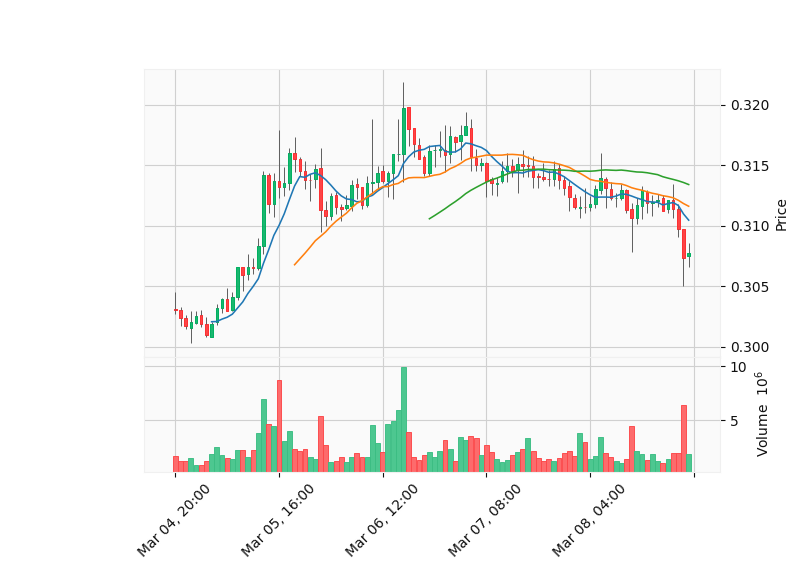 0.320
0.315
0.310
0.305
0.300
Price
10
5
Volume 10^6
Mar 04, 20:00
Mar 05, 16:00
Mar 06, 12:00
Mar 07, 08:00
Mar 08, 04:00